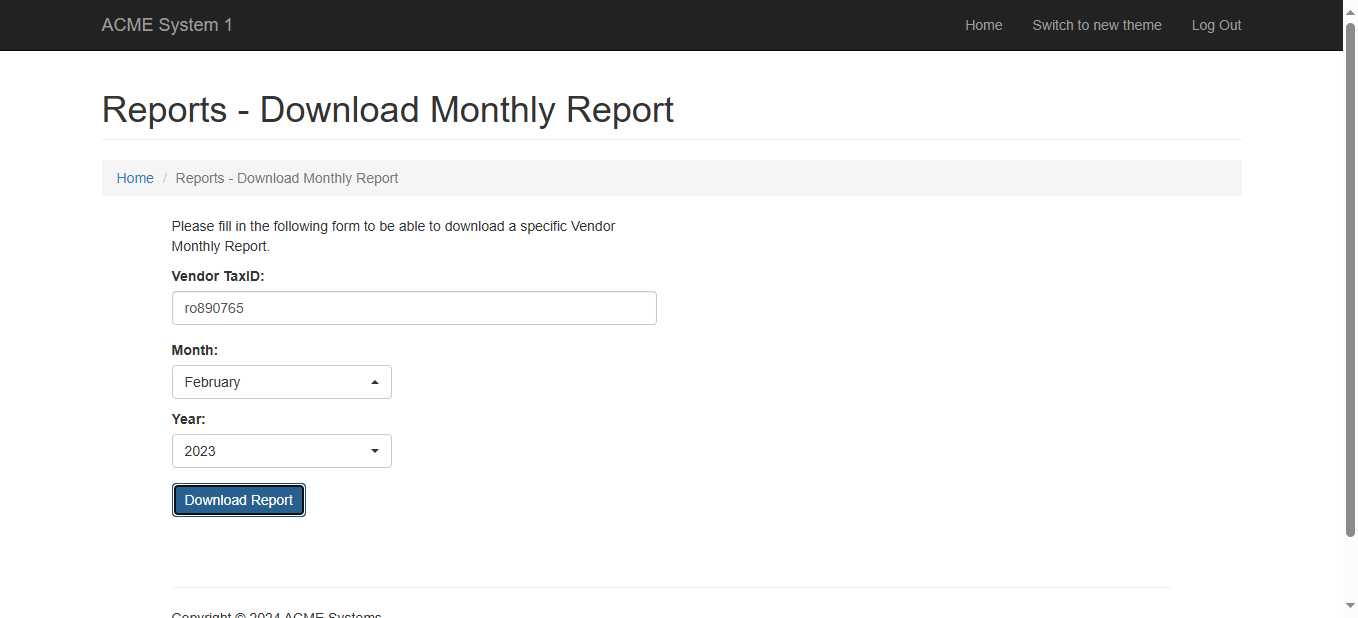 ACME System 1
Home
Switch to new theme
Log Out
Reports - Download Monthly Report
Home / Reports - Download Monthly Report
Please fill in the following form to be able to download a specific Vendor
Monthly Report.
Vendor TaxID:
ro890765
Month:
February
Year:
2023
Download Report
Copyright © 2024 ACME Systems